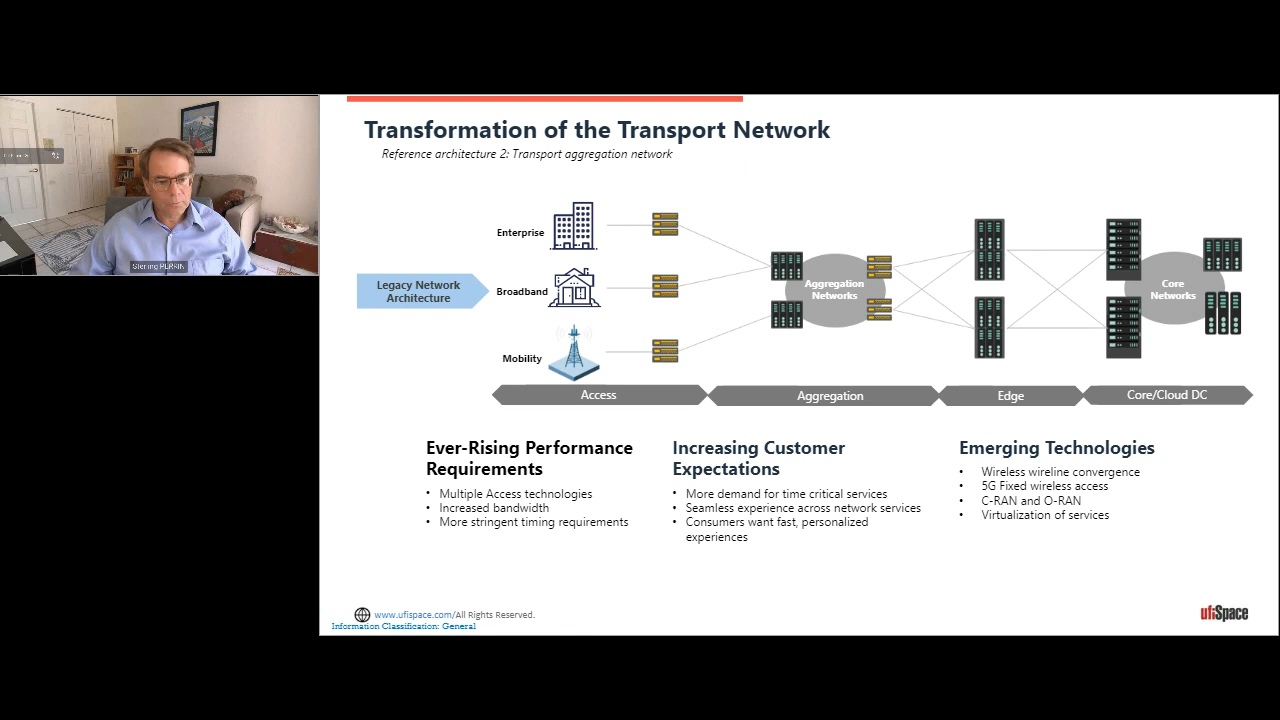 Transformation of the Transport Network
Reference architecture 2: Transport aggregation network
Sterling PERRIN
Enterprise
Legacy Network
Architecture
Broadband
Mobility
Aggregation
Networks
Core
Networks
Access
Aggregation
Edge
Core/Cloud DC
Ever-Rising Performance
Requirements
• Multiple Access technologies
• Increased bandwidth
• More stringent timing requirements
Increasing Customer
Expectations
• More demand for time critical services
• Seamless experience across network services
• Consumers want fast, personalized
experiences
Emerging Technologies
• Wireless wireline convergence
• 5G Fixed wireless access
• C-RAN and O-RAN
• Virtualization of services
www.ufispace.com/All Rights Reserved.
Information Classification: General
ufiSpace